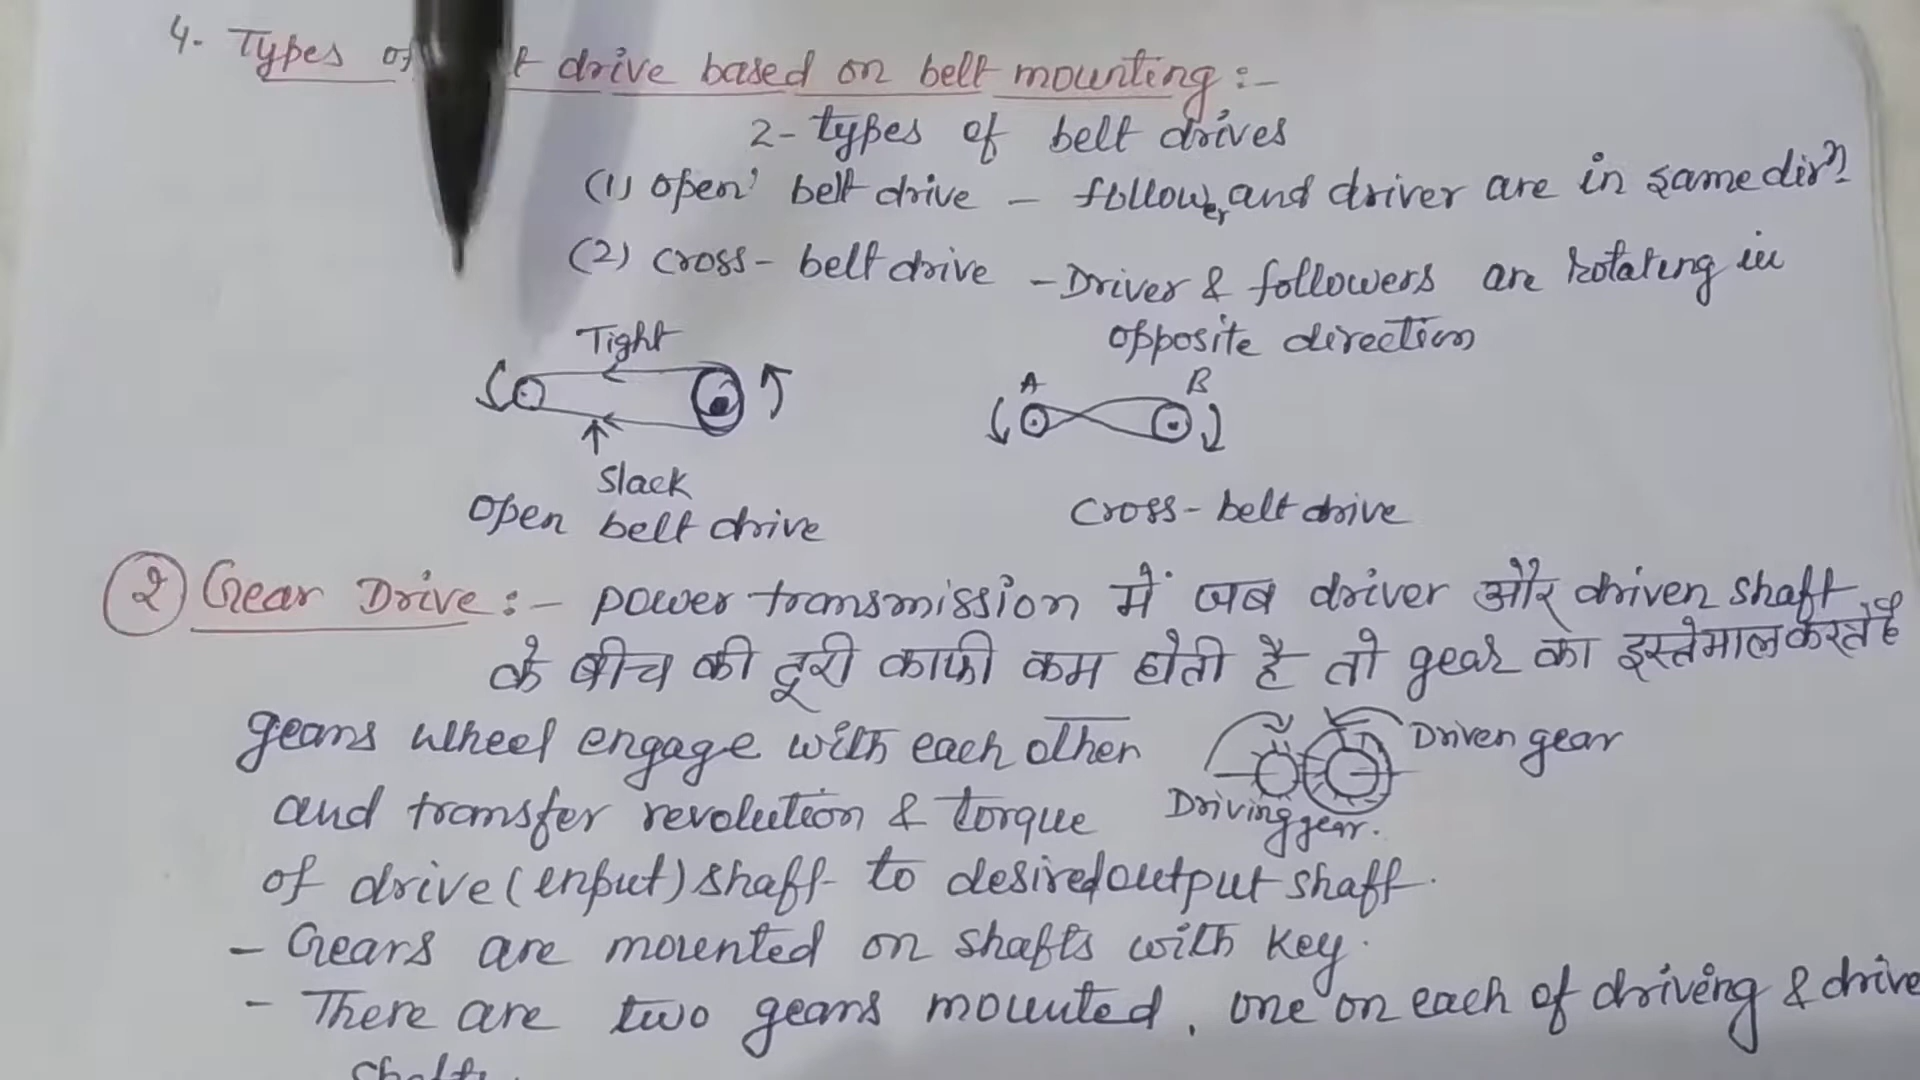 4. Types of t drive based on belt mounting :-
2- types of belt drives
(1) open belt drive - follower and driver are in same dirn
(2) cross - belt drive - Driver & followers are rotating in
opposite direction
Tight
A B
Slack
open belt drive
cross - belt drive
(2) Gear Drive :- power transmission में जब driver और driven shaft
के बीच की दूरी काफी कम होती है तो gear का इस्तेमाल करते है
gears wheel engage with each other
Driven gear
and transfer revolution & torque
Driving gear.
of drive (enput) shaft to desired output shaft.
- Gears are mounted on shafts with key.
- There are two gears mounted, one on each of driving & drive
shafts.